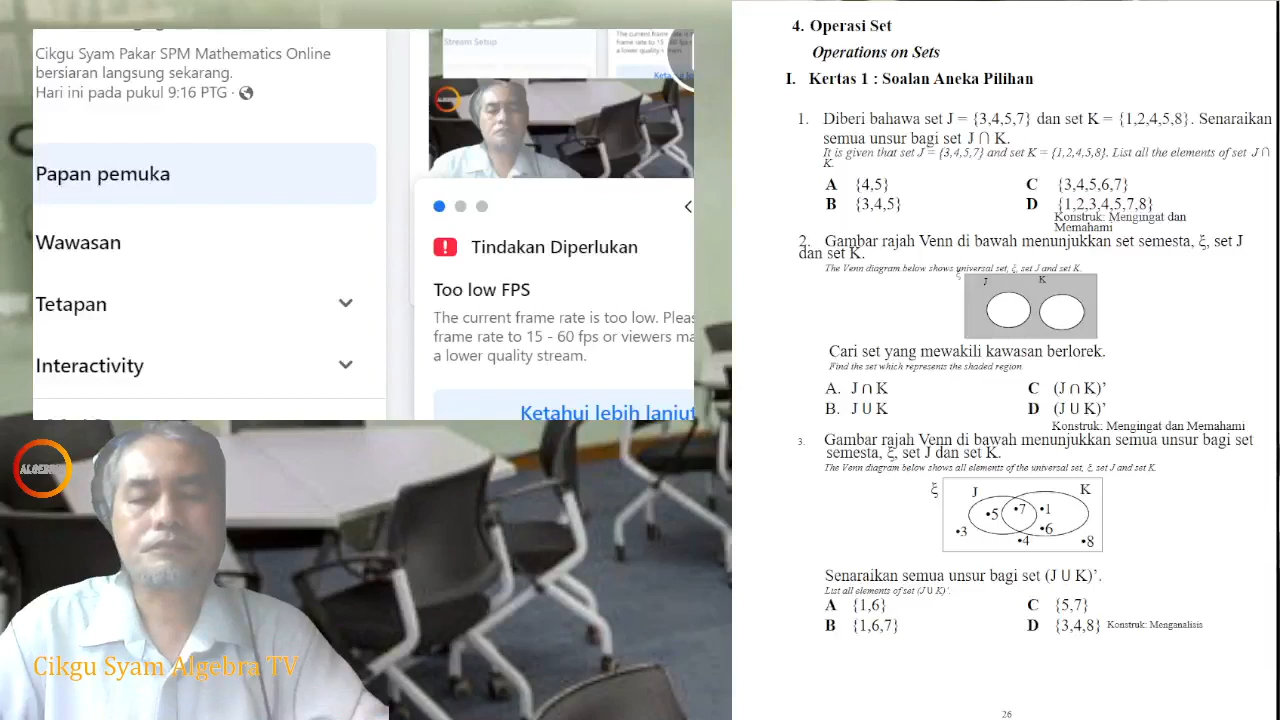 Cikgu Syam Pakar SPM Mathematics Online
bersiaran langsung sekarang.
Hari ini pada pukul 9:16 PTG ·
Papan pemuka
Wawasan
Tetapan
Interactivity
Stream Setup
Tindakan Diperlukan
Too low FPS
The current frame rate is too low. Pleas
frame rate to 15 - 60 fps or viewers ma
a lower quality stream.
Ketahui lebih lanjut
ALGEBRA
Cikgu Syam Algebra TV
4. Operasi Set
Operations on Sets
I. Kertas 1 : Soalan Aneka Pilihan
1. Diberi bahawa set J = {3,4,5,7} dan set K = {1,2,4,5,8}. Senaraikan
semua unsur bagi set J ∩ K.
It is given that set J = {3,4,5,7} and set K = {1,2,4,5,8}. List all the elements of set J ∩
K.
A {4,5} C {3,4,5,6,7}
B {3,4,5} D {1,2,3,4,5,7,8}
Konstruk: Mengingat dan
Memahami
2. Gambar rajah Venn di bawah menunjukkan set semesta, ξ, set J
dan set K.
The Venn diagram below shows universal set, ξ, set J and set K.
ξ
J K
Cari set yang mewakili kawasan berlorek.
Find the set which represents the shaded region
A. J ∩ K C (J ∩ K)’
B. J U K D (J U K)’
Konstruk: Mengingat dan Memahami
3. Gambar rajah Venn di bawah menunjukkan semua unsur bagi set
semesta, ξ, set J dan set K.
The Venn diagram below shows all elements of the universal set, ξ, set J and set K.
ξ J K
•5 •7 •1
•3 •6
•4 •8
Senaraikan semua unsur bagi set (J U K)’.
List all elements of set (J U K)’.
A {1,6} C {5,7}
B {1,6,7} D {3,4,8} Konstruk: Menganalisis
26